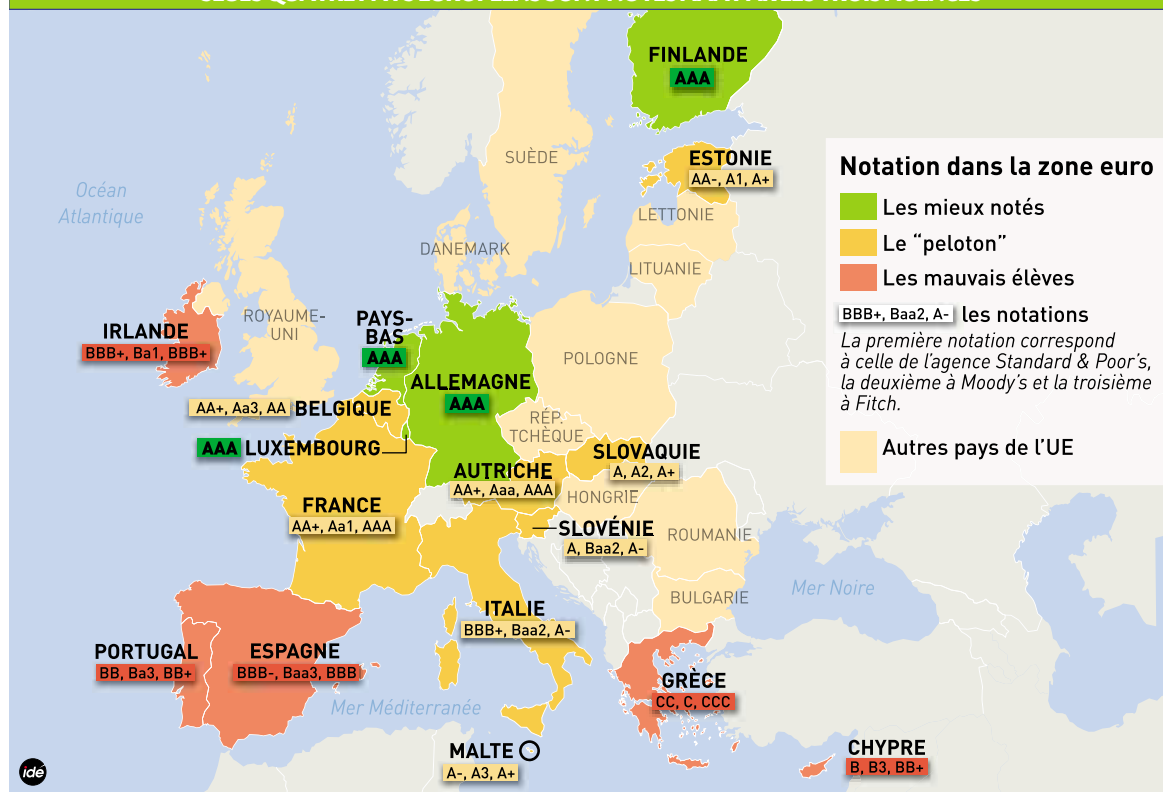 FINLANDE
AAA
SUÈDE
ESTONIE
AA-, A1, A+
Océan
Atlantique
LETTONIE
DANEMARK
LITUANIE
Notation dans la zone euro
Les mieux notés
Le “peloton”
Les mauvais élèves
BBB+, Baa2, A- les notations
La première notation correspond
à celle de l’agence Standard & Poor’s,
la deuxième à Moody’s et la troisième
à Fitch.
Autres pays de l’UE
IRLANDE
BBB+, Ba1, BBB+
ROYAUME-
UNI
PAYS-
BAS
AAA
ALLEMAGNE
AAA
POLOGNE
AA+, Aa3, AA BELGIQUE
RÉP.
TCHÈQUE
AAA LUXEMBOURG
SLOVAQUIE
A, A2, A+
AUTRICHE
AA+, Aaa, AAA
HONGRIE
FRANCE
AA+, Aa1, AAA
SLOVÉNIE
A, Baa2, A-
ROUMANIE
Mer Noire
BULGARIE
ITALIE
BBB+, Baa2, A-
PORTUGAL
BB, Ba3, BB+
ESPAGNE
BBB-, Baa3, BBB
GRÈCE
CC, C, CCC
Mer Méditerranée
MALTE
A-, A3, A+
CHYPRE
B, B3, BB+
idé